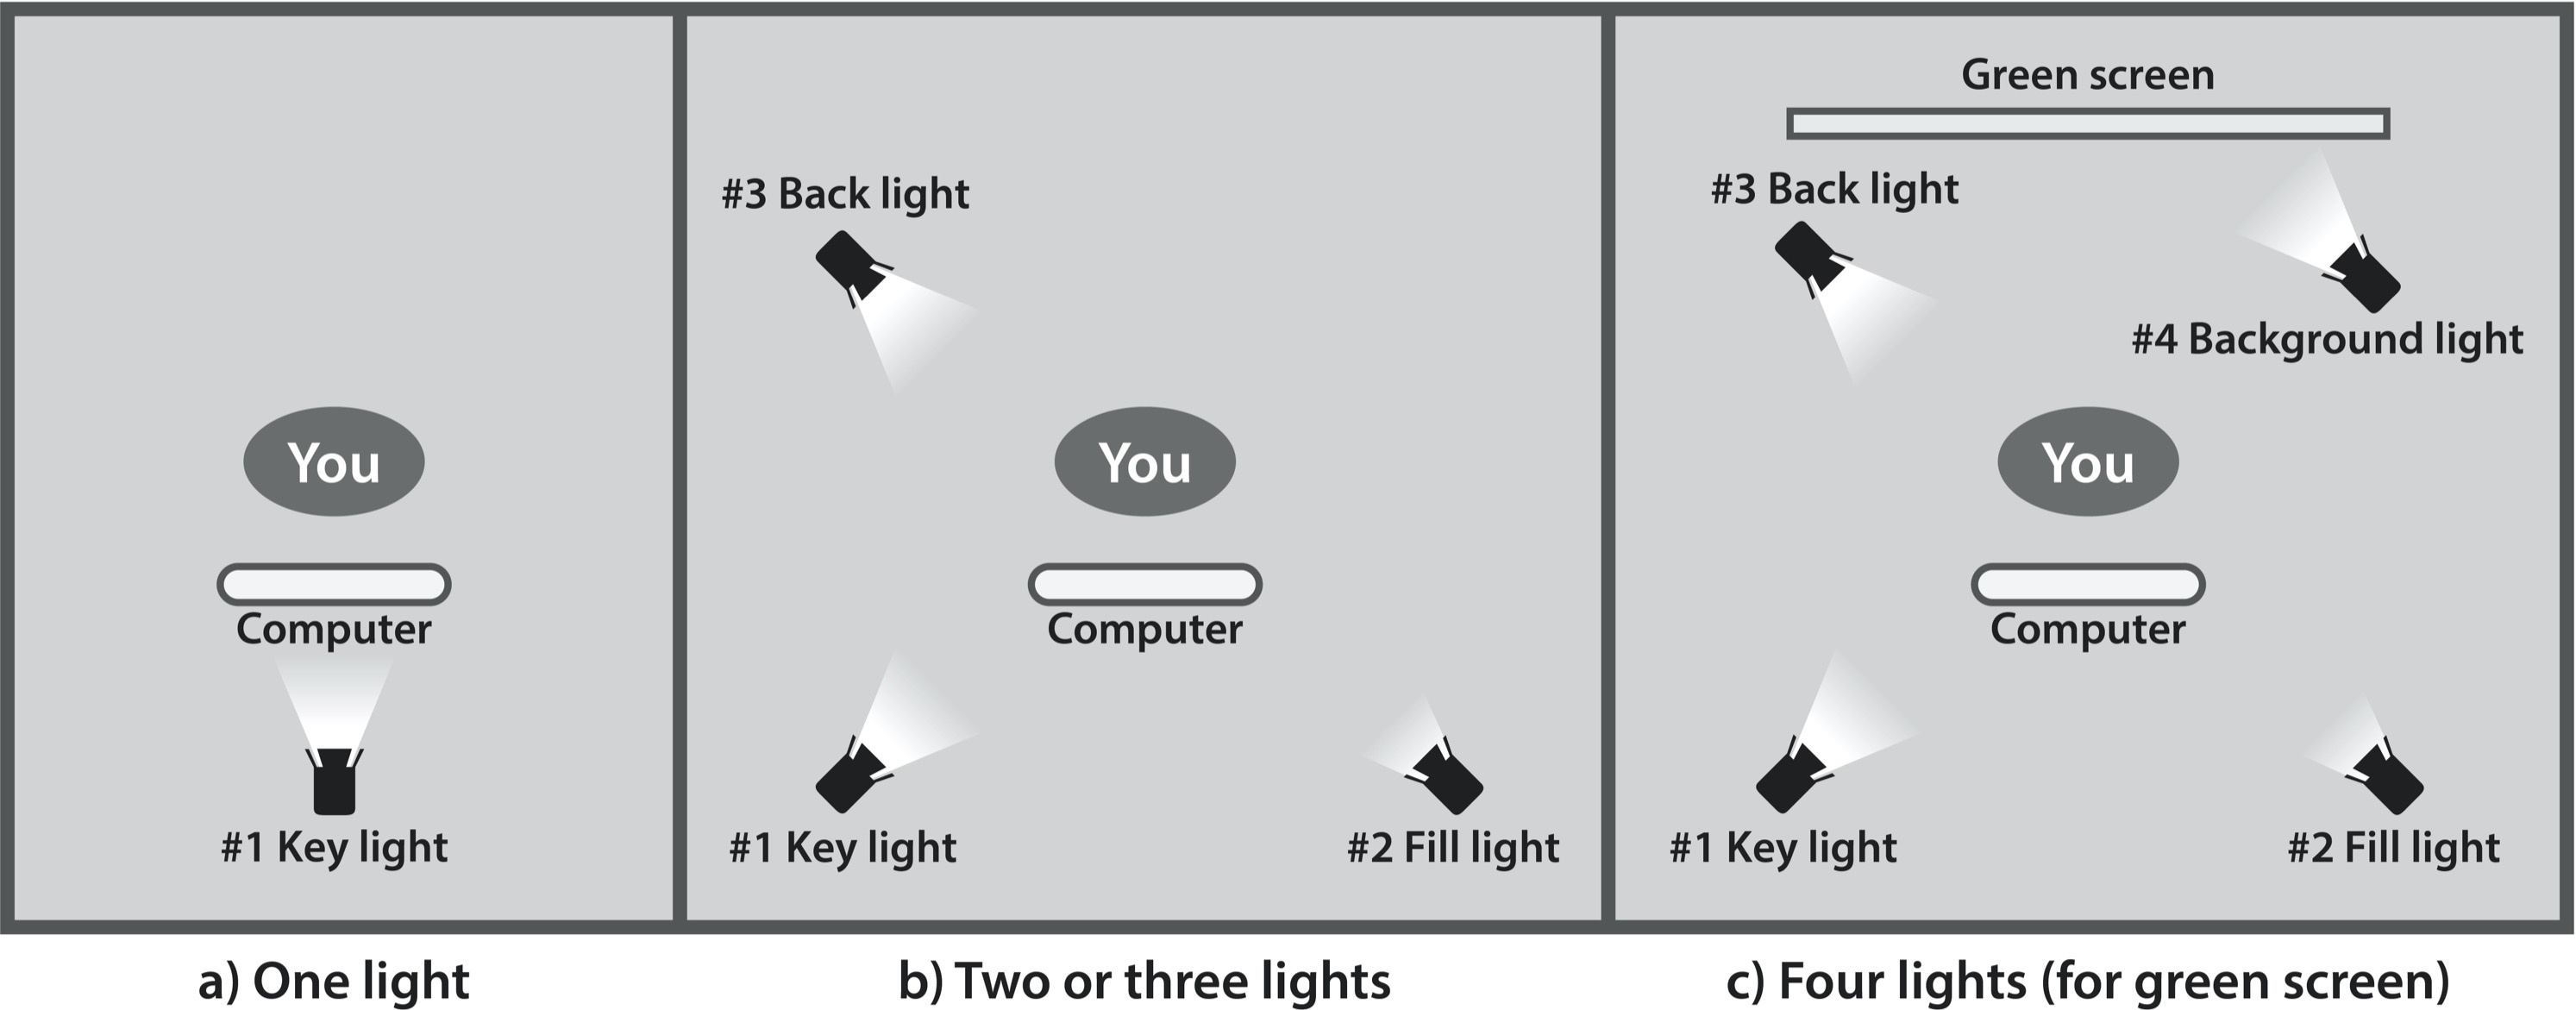 You
Computer
#1 Key light
a) One light
#3 Back light
You
Computer
#1 Key light
#2 Fill light
b) Two or three lights
Green screen
#3 Back light
#4 Background light
You
Computer
#1 Key light
#2 Fill light
c) Four lights (for green screen)